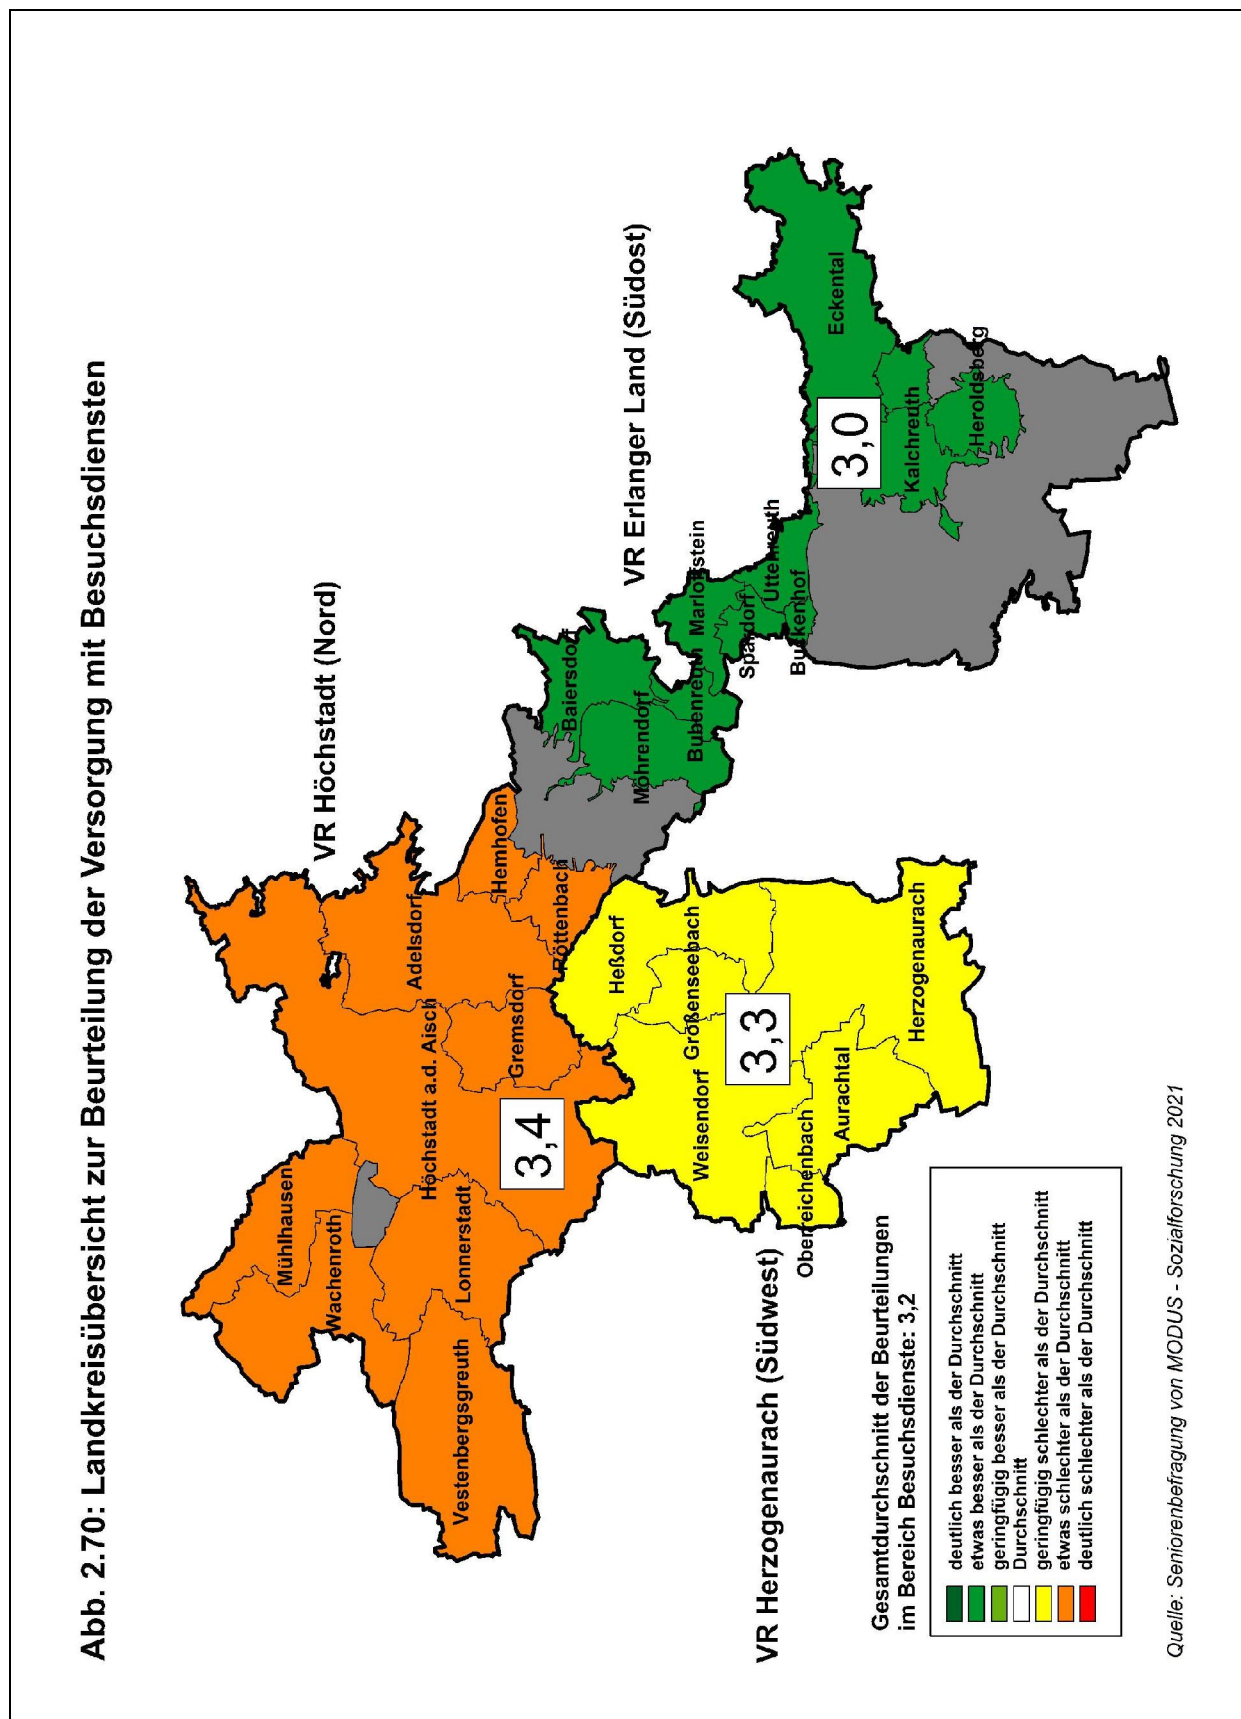 Abb. 2.70: Landkreisübersicht zur Beurteilung der Versorgung mit Besuchsdiensten
VR Höchstadt (Nord)
Mühlhausen
Wachenroth
Adelsdorf
Höchstadt a.d. Aisch
Lonnerstadt
Vestenbergsgreuth
Hemhofen
Gremsdorf
Röttenbach
3,4
VR Erlanger Land (Südost)
Baiersdorf
Möhrendorf
Bubenreuth
Marloffstein
Spardorf
Uttenreuth
Buckenhof
Eckental
3,0
Kalchreuth
Heroldsberg
Heßdorf
Großenseebach
Weisendorf
3,3
Oberreichenbach
Aurachtal
Herzogenaurach
VR Herzogenaurach (Südwest)
Gesamtdurchschnitt der Beurteilungen
im Bereich Besuchsdienste: 3,2
deutlich besser als der Durchschnitt
etwas besser als der Durchschnitt
geringfügig besser als der Durchschnitt
Durchschnitt
geringfügig schlechter als der Durchschnitt
etwas schlechter als der Durchschnitt
deutlich schlechter als der Durchschnitt
Quelle: Seniorenbefragung von MODUS - Sozialforschung 2021